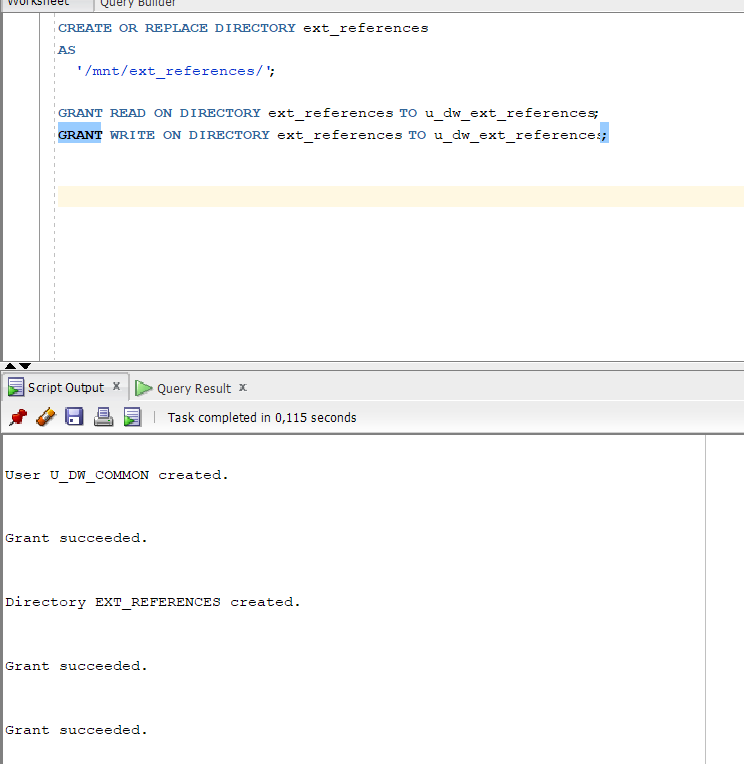 Worksheet Query Builder
CREATE OR REPLACE DIRECTORY ext_references
AS
'/mnt/ext_references/';
GRANT READ ON DIRECTORY ext_references TO u_dw_ext_references;
GRANT WRITE ON DIRECTORY ext_references TO u_dw_ext_references;
Script Output x Query Result x
Task completed in 0,115 seconds
User U_DW_COMMON created.
Grant succeeded.
Directory EXT_REFERENCES created.
Grant succeeded.
Grant succeeded.